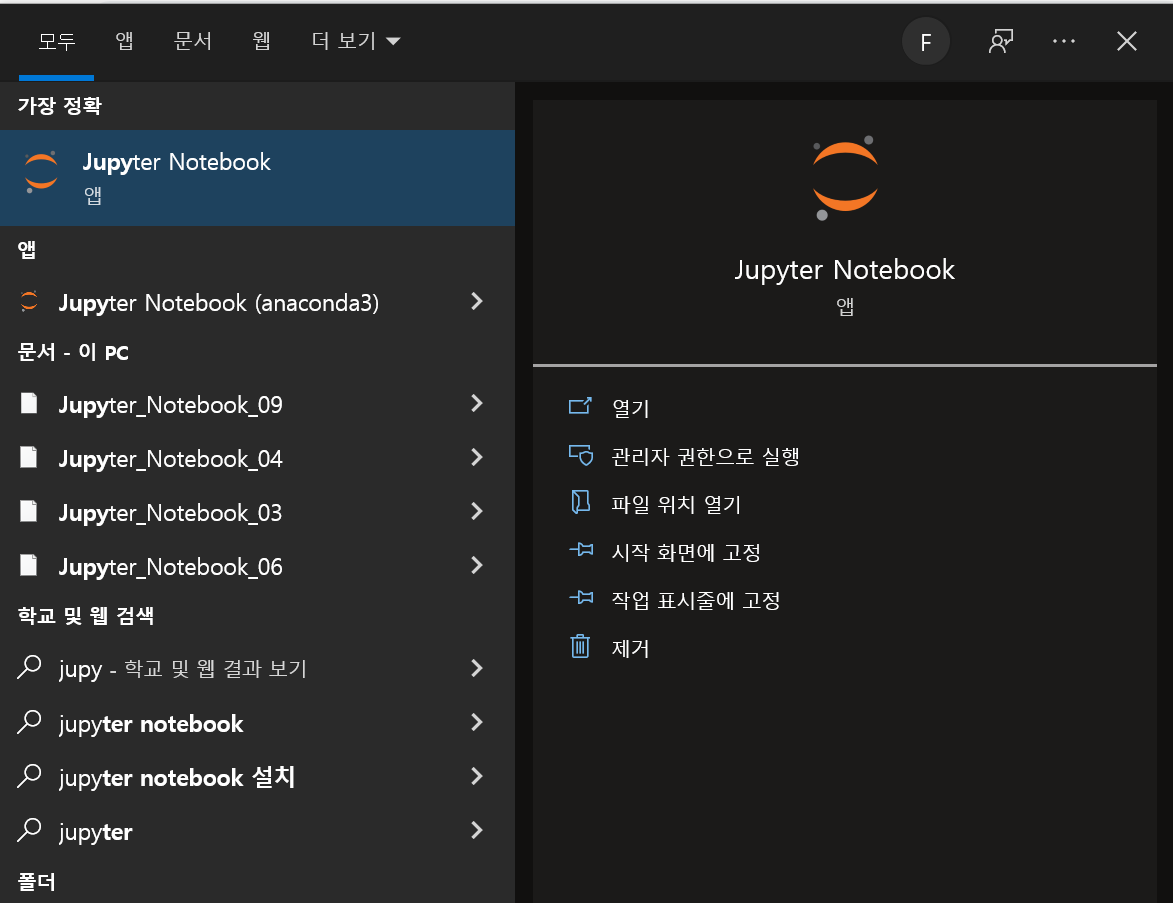 모두 앱 문서 웹 더 보기 F
가장 정확
Jupyter Notebook
앱
앱
Jupyter Notebook (anaconda3)
문서 - 이 PC
Jupyter_Notebook_09
Jupyter_Notebook_04
Jupyter_Notebook_03
Jupyter_Notebook_06
학교 및 웹 검색
jupy - 학교 및 웹 결과 보기
jupyter notebook
jupyter notebook 설치
jupyter
폴더
Jupyter Notebook
앱
열기
관리자 권한으로 실행
파일 위치 열기
시작 화면에 고정
작업 표시줄에 고정
제거